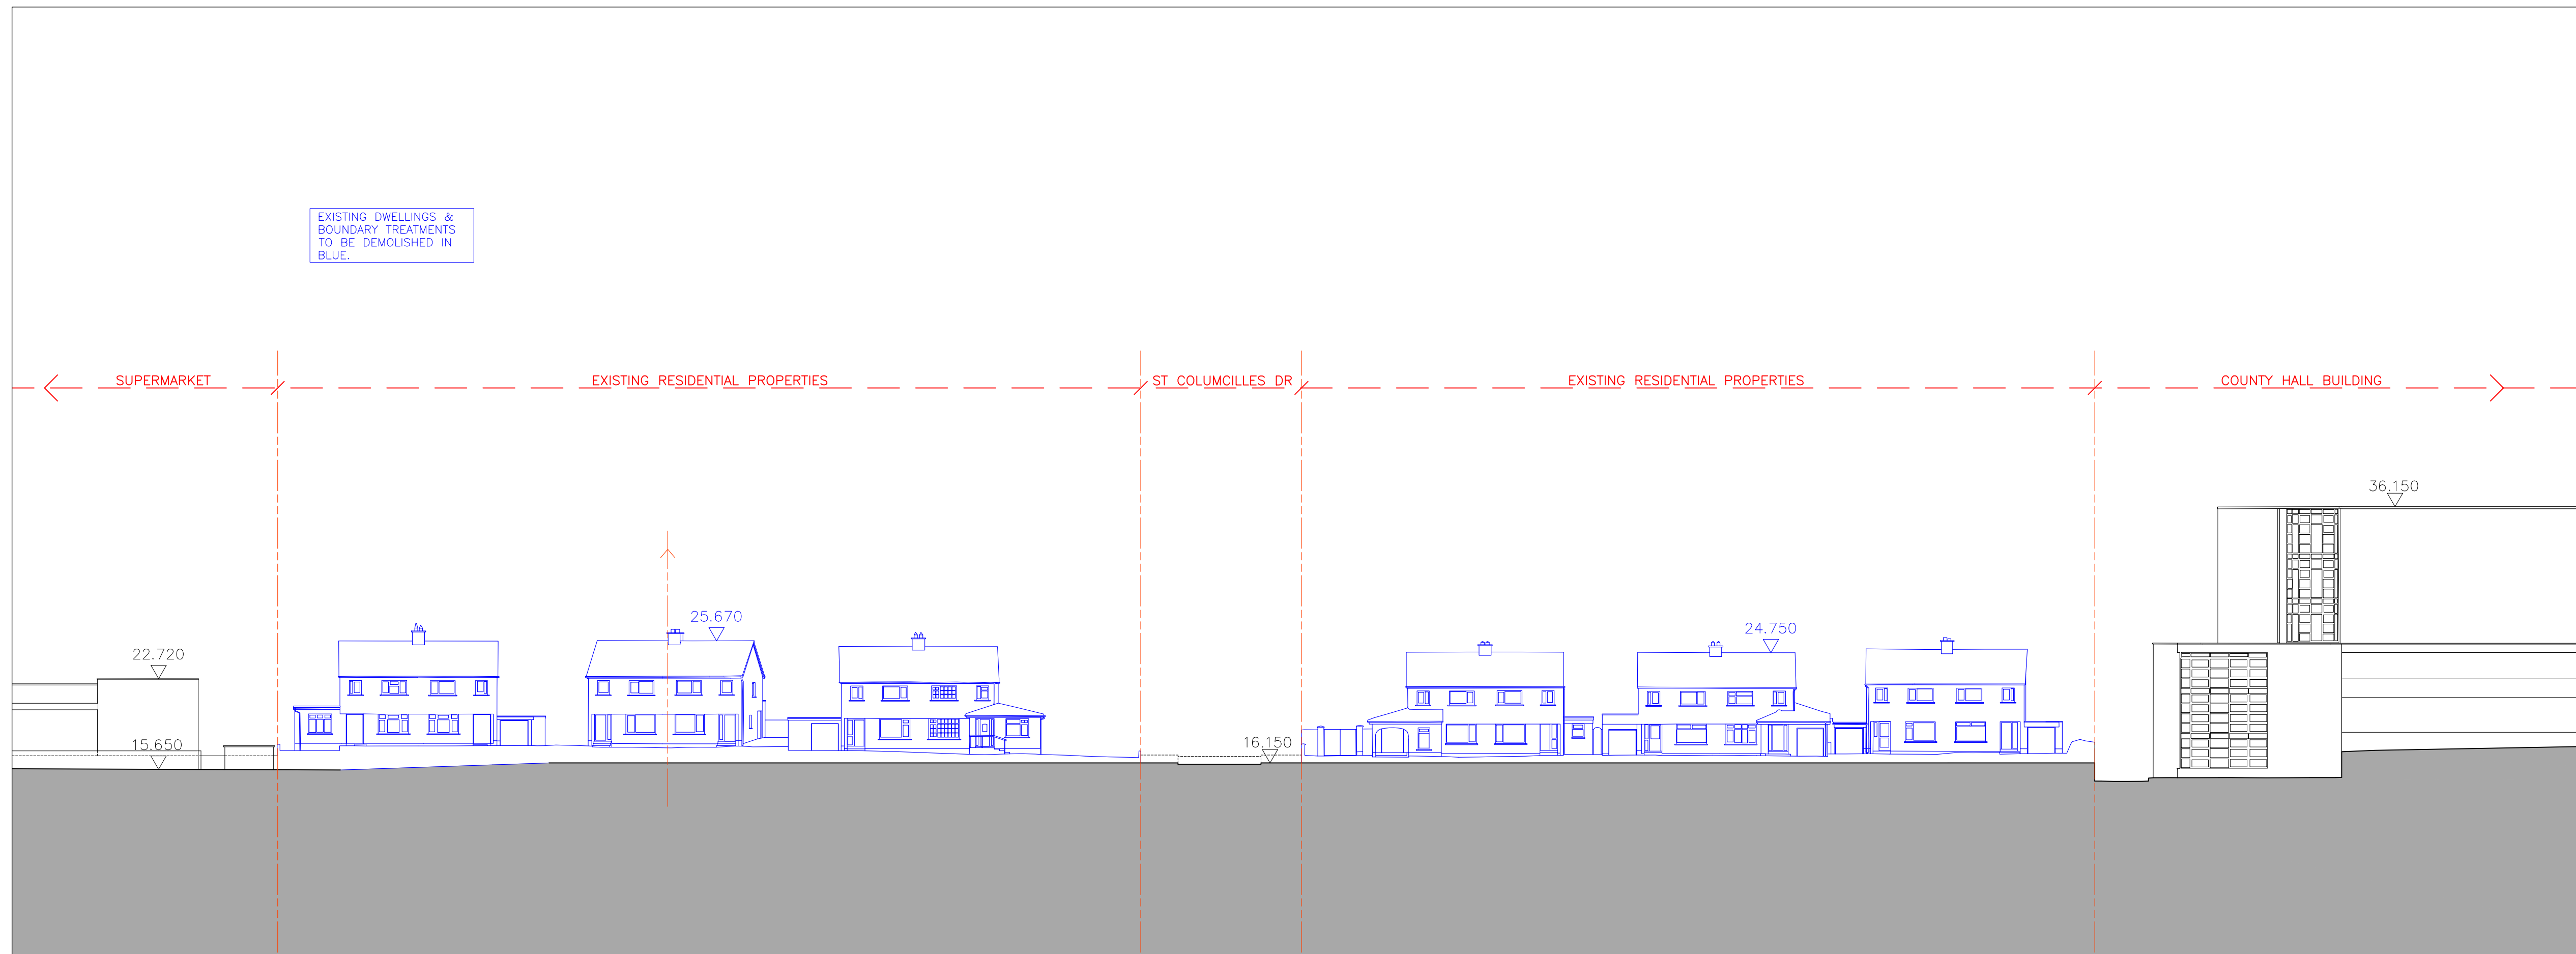 EXISTING DWELLINGS &
BOUNDARY TREATMENTS
TO BE DEMOLISHED IN
BLUE.
SUPERMARKET
EXISTING RESIDENTIAL PROPERTIES
ST COLUMCILLES DR
EXISTING RESIDENTIAL PROPERTIES
COUNTY HALL BUILDING
36.150
25.670
24.750
22.720
15.650
16.150